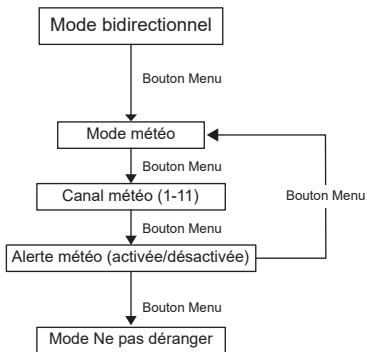 Mode bidirectionnel
Bouton Menu
Mode météo
Bouton Menu
Canal météo (1-11)
Bouton Menu
Bouton Menu
Alerte météo (activée/désactivée)
Bouton Menu
Mode Ne pas déranger